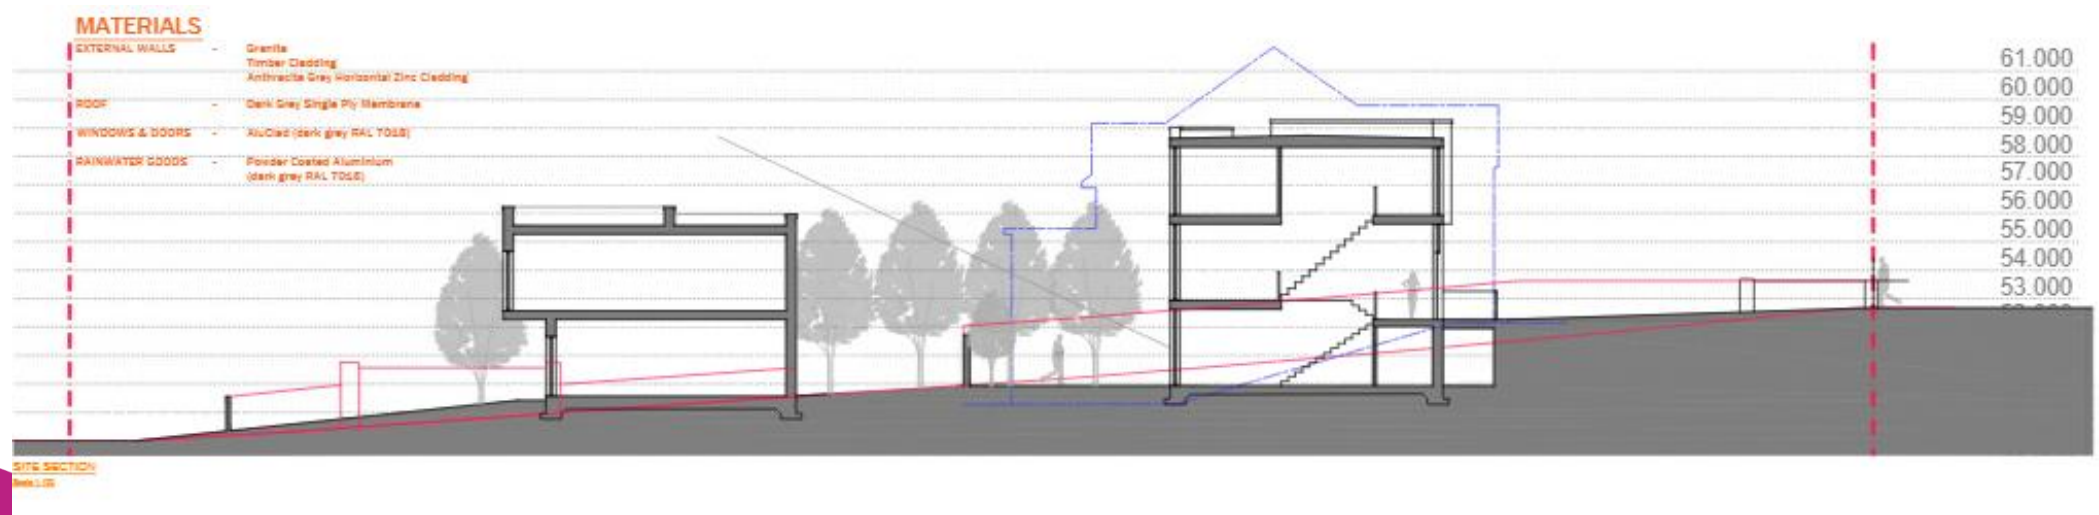 MATERIALS
EXTERNAL WALLS - Granite
Timber Cladding
Anthracite Grey Horizontal Zinc Cladding
ROOF - Dark Grey Single Ply Membrane
WINDOWS & DOORS - AluClad (dark grey RAL 7016)
RAINWATER GOODS - Powder Coated Aluminium
(dark grey RAL 7016)
61.000
60.000
59.000
58.000
57.000
56.000
55.000
54.000
53.000
SITE SECTION